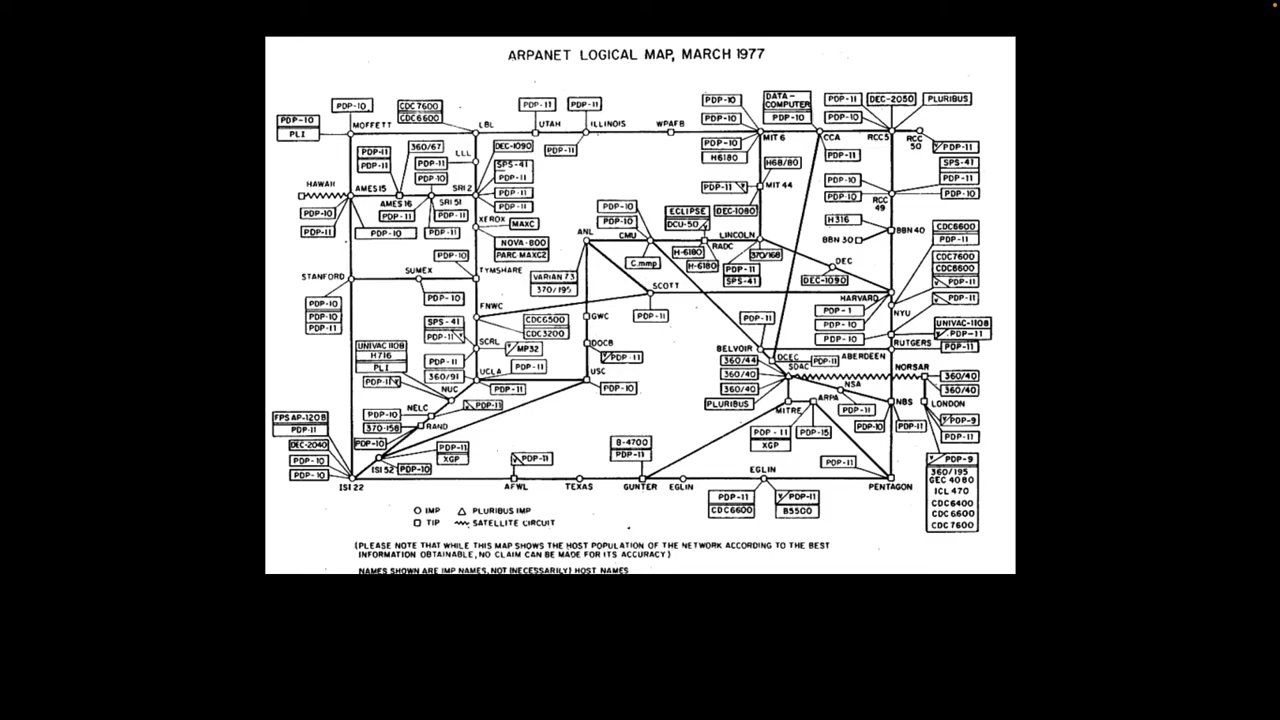 ARPANET LOGICAL MAP, MARCH 1977
PDP-10
CDC7600
CDC6600
PDP-11
PDP-11
PDP-10
DATA-
COMPUTER
PDP-10
PDP-11
DEC-2050
PLURIBUS
PDP-10
PLI
MOFFETT
LBL
UTAH
ILLINOIS
WPAFB
PDP-10
PDP-10
H6180
MIT 6
CCA
PDP-10
RCC5
RCC
50
PDP-11
PDP-11
PDP-11
360/67
LLL
PDP-11
PDP-10
DEC-1090
SPS-41
PDP-11
PDP-11
PDP-11
PDP-11
H68/80
PDP-11
SPS-41
PDP-11
PDP-10
HAWAII
AMES15
AMES16
SRI 51
SRI 2
PDP-11
MIT 44
PDP-10
PDP-10
RCC
49
PDP-10
PDP-11
PDP-10
PDP-11
PDP-11
PDP-11
XEROX
MAXC
PDP-10
PDP-10
ECLIPSE
DCU-50
DEC-1080
H316
BBN 40
BBN 30
NOVA-800
PARC MAXC2
ANL
CMU
C.mmp
H-6180
H-6180
RADC
LINCOLN
370/168
PDP-11
SPS-41
CDC6600
PDP-11
CDC7600
CDC6600
PDP-11
PDP-11
PDP-10
STANFORD
SUMEX
TYMSHARE
VARIAN 73
370/195
DEC
DEC-1090
PDP-10
PDP-10
PDP-11
PDP-10
SCOTT
PDP-11
HARVARD
PDP-1
PDP-10
PDP-10
NYU
FNWC
CDC6500
CDC3200
GWC
PDP-11
UNIVAC-1108
PDP-11
PDP-11
SPS-41
PDP-11
SCRL
MP32
DOCB
PDP-11
BELVOIR
DCEC
PDP-11
ABERDEEN
RUTGERS
UNIVAC 1108
H716
PLI
PDP-11
PDP-11
360/91
UCLA
PDP-11
PDP-11
USC
PDP-10
360/44
360/40
360/40
PLURIBUS
SDAC
NORSAR
360/40
360/40
NUC
NSA
PDP-11
NELC
PDP-11
PDP-10
370-158
RAND
PDP-10
MITRE
ARPA
NBS
PDP-10
PDP-11
LONDON
PDP-9
PDP-11
FPS AP-120B
PDP-11
DEC-2040
PDP-10
PDP-10
PDP-11
XGP
ISI 52
PDP-10
B-4700
PDP-11
PDP-11
XGP
PDP-15
PDP-11
PDP-9
360/195
GEC 4080
ICL 470
CDC6400
CDC6600
CDC7600
PDP-11
ISI 22
AFWL
TEXAS
GUNTER
EGLIN
EGLIN
PENTAGON
PDP-11
CDC6600
PDP-11
B5500
IMP
PLURIBUS IMP
TIP
SATELLITE CIRCUIT
(PLEASE NOTE THAT WHILE THIS MAP SHOWS THE HOST POPULATION OF THE NETWORK ACCORDING TO THE BEST
INFORMATION OBTAINABLE, NO CLAIM CAN BE MADE FOR ITS ACCURACY)
NAMES SHOWN ARE IMP NAMES, NOT (NECESSARILY) HOST NAMES